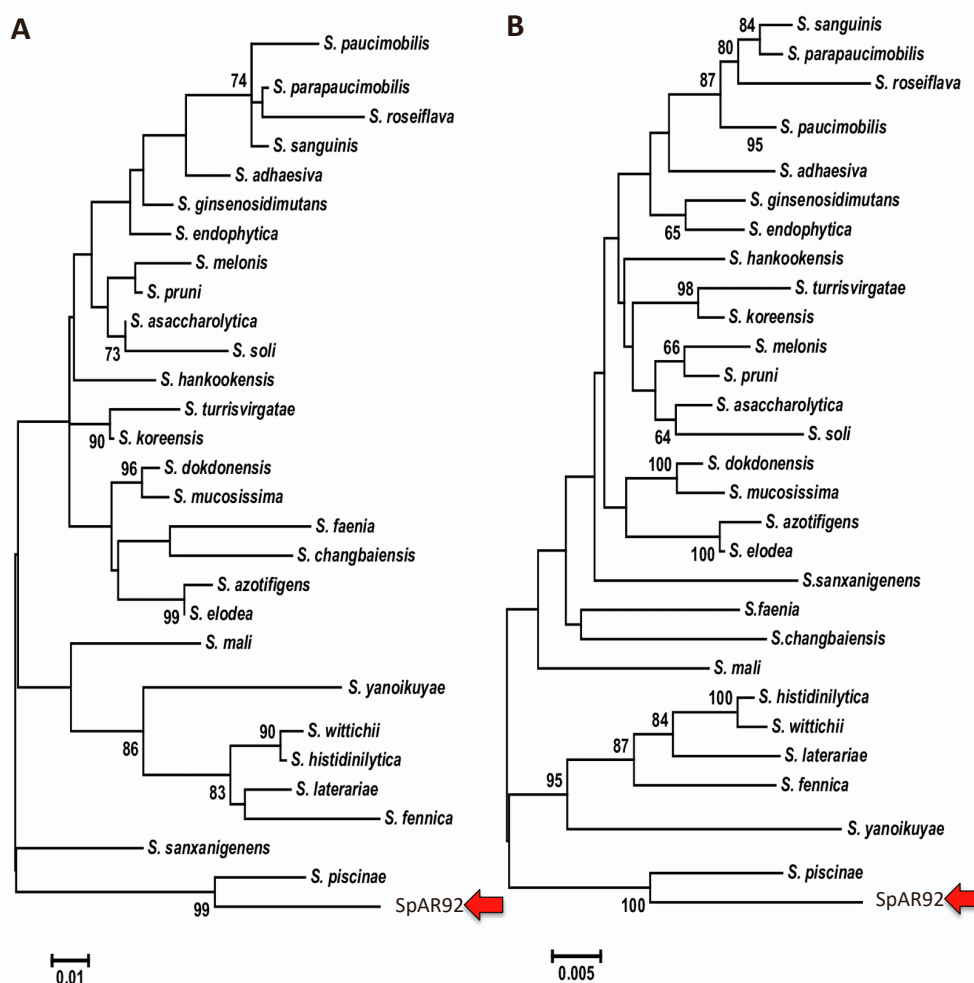 A
S. paucimobilis
74
S. parapaucimobilis
S. roseiflava
S. sanguinis
S. adhaesiva
S. ginsenosidimutans
S. endophytica
S. melonis
S. pruni
S. asaccharolytica
73
S. soli
S. hankookensis
S. turrisvirgatae
90
S. koreensis
96
S. dokdonensis
S. mucosissima
S. faenia
S. changbaiensis
S. azotifigens
99
S. elodea
S. mali
S. yanoikuyae
86
90
S. wittichii
S. histidinilytica
83
S. laterariae
S. fennica
S. sanxanigenens
S. piscinae
99
SpAR92
0.01
B
84
S. sanguinis
80
S. parapaucimobilis
87
S. roseiflava
S. paucimobilis
95
S. adhaesiva
S. ginsenosidimutans
65
S. endophytica
S. hankookensis
98
S. turrisvirgatae
S. koreensis
66
S. melonis
S. pruni
S. asaccharolytica
64
S. soli
100
S. dokdonensis
S. mucosissima
S. azotifigens
100
S. elodea
S.sanxanigenens
S.faenia
S.changbaiensis
S. mali
100
S. histidinilytica
84
S. wittichii
87
S. laterariae
95
S. fennica
S. yanoikuyae
S. piscinae
100
SpAR92
0.005